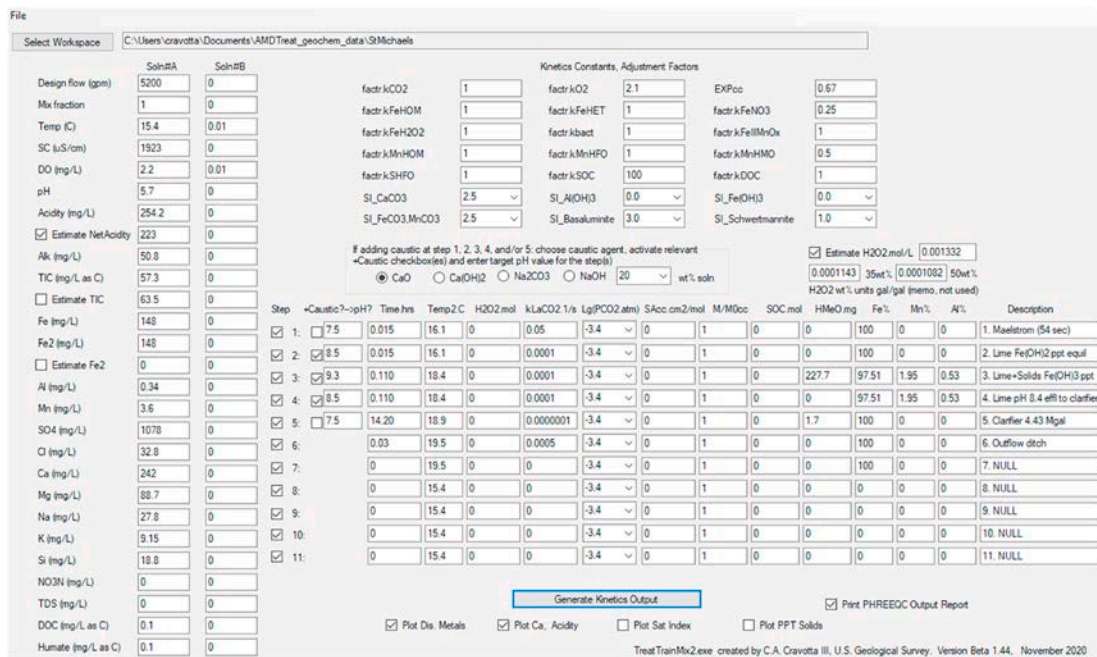 File
Select Workspace C:\Users\cravotta\Documents\AMDTreat_geochem_data\StMichaels
Soln#A Soln#B
Design flow (gpm) 5200 0
Mix fraction 1 0
Temp (C) 15.4 0.01
SC (uS/cm) 1923 0
DO (mg/L) 2.2 0.01
pH 5.7 0
Acidity (mg/L) 254.2 0
Estimate NetAcidity 223 0
Alk (mg/L) 50.8 0
TIC (mg/L as C) 57.3 0
Estimate TIC 63.5 0
Fe (mg/L) 148 0
Fe2 (mg/L) 148 0
Estimate Fe2 0 0
Al (mg/L) 0.34 0
Mn (mg/L) 3.6 0
SO4 (mg/L) 1078 0
Cl (mg/L) 32.8 0
Ca (mg/L) 242 0
Mg (mg/L) 88.7 0
Na (mg/L) 27.8 0
K (mg/L) 9.15 0
Si (mg/L) 18.8 0
NO3N (mg/L) 0 0
TDS (mg/L) 0 0
DOC (mg/L as C) 0.1 0
Humate (mg/L as C) 0.1 0
Kinetics Constants, Adjustment Factors
factr.kCO2 1 factr.kO2 2.1 EXPcc 0.67
factr.kFeHOM 1 factr.kFeHET 1 factr.kFeNO3 0.25
factr.kFeH2O2 1 factr.kbact 1 factr.kFeIIMnOx 1
factr.kMnHOM 1 factr.kMnHFO 1 factr.kMnHMO 0.5
factr.kSHFO 1 factr.kSOC 100 factr.kDOC 1
SI_CaCO3 2.5 SI_Al(OH)3 0.0 SI_Fe(OH)3 0.0
SI_FeCO3.MnCO3 2.5 SI_Basaluminite 3.0 SI_Schwertmannite 1.0
If adding caustic at step 1, 2, 3, 4, and/or 5: choose caustic agent, activate relevant
+Caustic checkbox(es) and enter target pH value for the step(s)
CaO Ca(OH)2 Na2CO3 NaOH 20 wt% soln
Estimate H2O2.mol/L 0.001332
0.0001143 35wt% 0.0001082 50wt%
H2O2 wt% units gal/gal (memo, not used)
Step +Caustic?-->pH? Time.hrs Temp2.C H2O2.mol kLaCO2.1/s Lg(PCO2.atm) SAcc.cm2/mol M/M0cc SOC.mol HMeO.mg Fe% Mn% Al% Description
1: 7.5 0.015 16.1 0 0.05 -3.4 0 1 0 0 100 0 0 1. Maelstrom (54 sec)
2: 8.5 0.015 16.1 0 0.0001 -3.4 0 1 0 0 100 0 0 2. Lime Fe(OH)2 ppt equil
3: 9.3 0.110 18.4 0 0.0001 -3.4 0 1 0 227.7 97.51 1.95 0.53 3. Lime+Solids Fe(OH)3 ppt
4: 8.5 0.110 18.4 0 0.0001 -3.4 0 1 0 0 97.51 1.95 0.53 4. Lime pH 8.4 effl to clarifier
5: 7.5 14.20 18.9 0 0.0000001 -3.4 0 1 0 1.7 100 0 0 5. Clarifier 4.43 Mgal
6: 0.03 19.5 0 0.0005 -3.4 0 1 0 0 100 0 0 6. Outflow ditch
7: 0 19.5 0 0 -3.4 0 1 0 0 100 0 0 7. NULL
8: 0 15.4 0 0 -3.4 0 1 0 0 0 0 0 8. NULL
9: 0 15.4 0 0 -3.4 0 1 0 0 0 0 0 9. NULL
10: 0 15.4 0 0 -3.4 0 1 0 0 0 0 0 10. NULL
11: 0 15.4 0 0 -3.4 0 1 0 0 0 0 0 11. NULL
Generate Kinetics Output Print PHREEQC Output Report
Plot Dis. Metals Plot Ca, Acidity Plot Sat Index Plot PPT Solids
TreatTrainMix2.exe created by C.A. Cravotta III, U.S. Geological Survey. Version Beta 1.44, November 2020